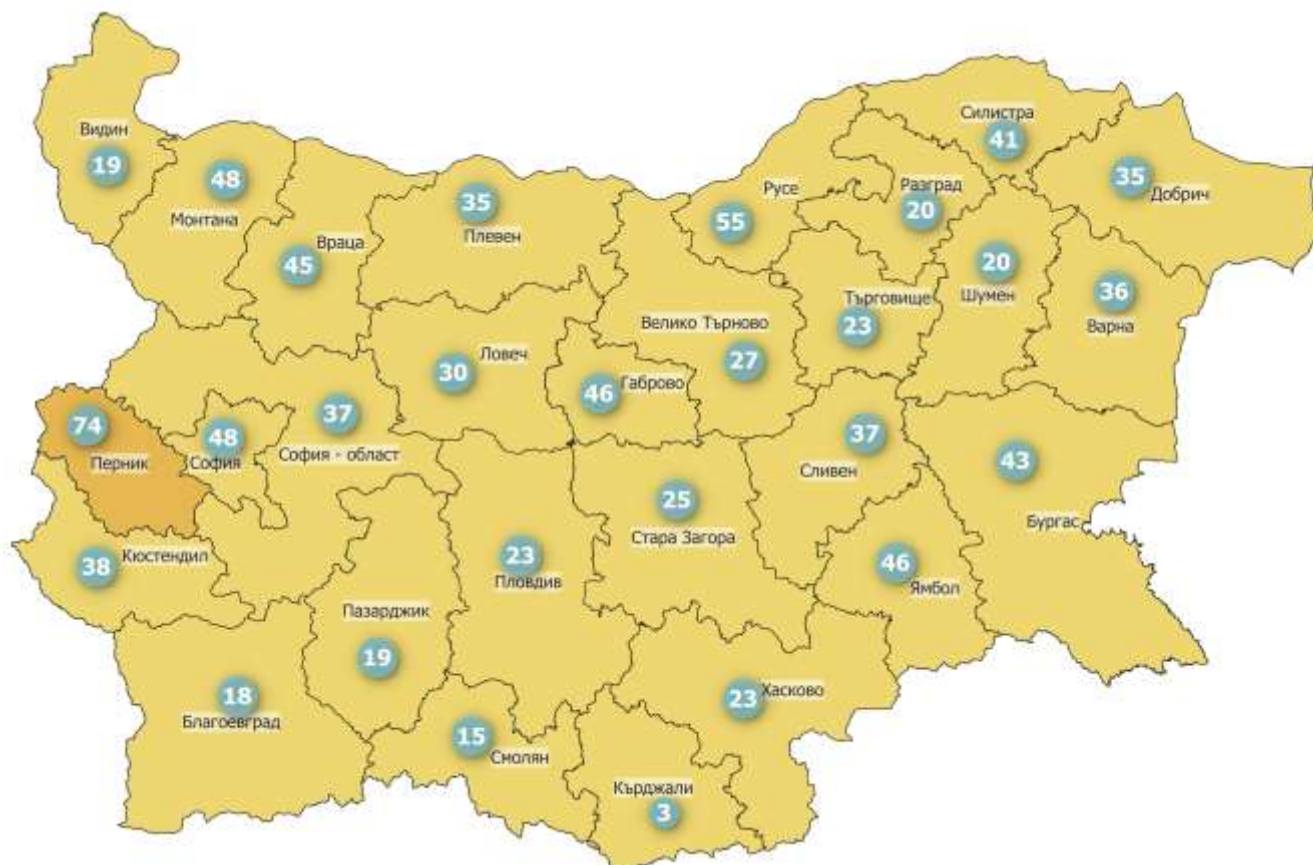 Видин
19
48
Монтана
Враца
45
35
Плевен
Русе
55
Разград
20
Силистра
41
35
Добрич
20
Шумен
36
Варна
Търговище
23
Велико Търново
27
Ловеч
30
46
Габрово
74
Перник
48
София
37
София - област
37
Сливен
43
Бургас
25
Стара Загора
23
Пловдив
46
Ямбол
Кюстендил
38
Пазарджик
19
18
Благоевград
15
Смолян
23
Хасково
Кърджали
3